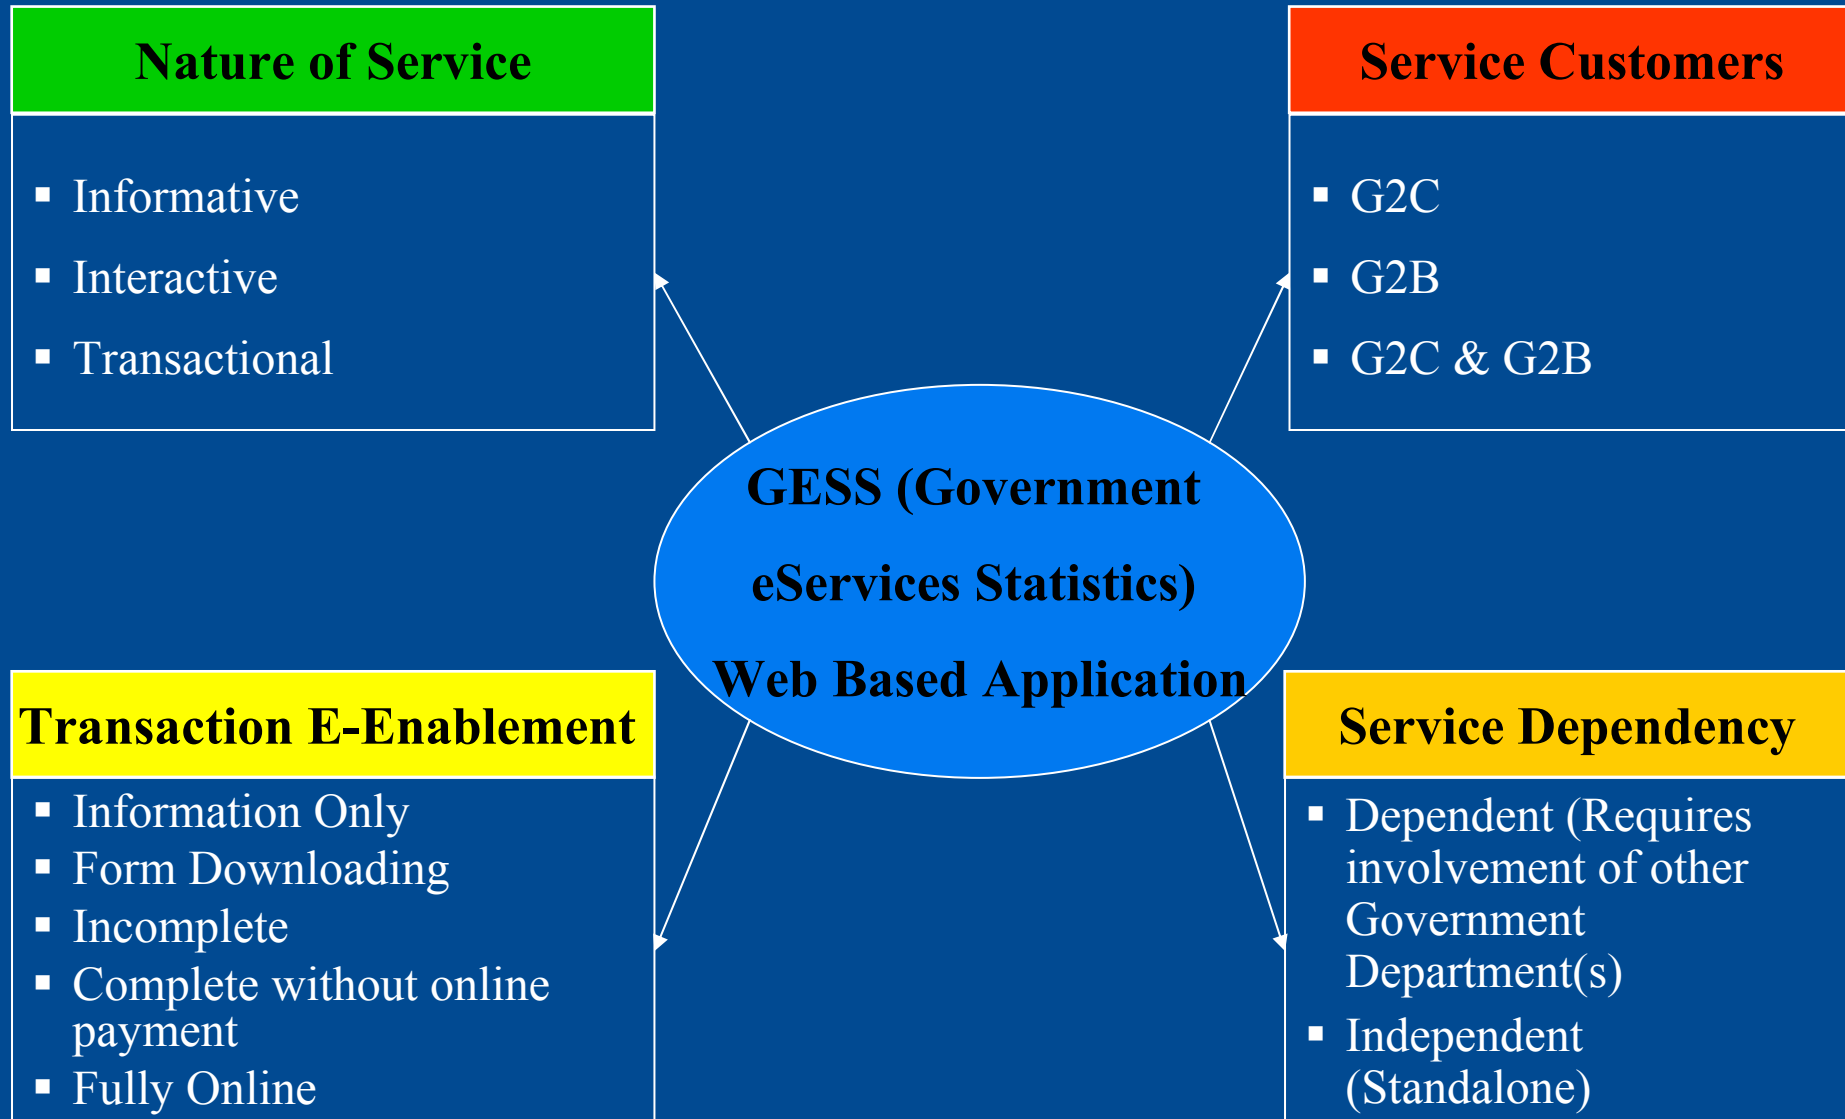 Nature of Service
▪ Informative
▪ Interactive
▪ Transactional
Service Customers
▪ G2C
▪ G2B
▪ G2C & G2B
GESS (Government
eServices Statistics)
Web Based Application
Transaction E-Enablement
▪ Information Only
▪ Form Downloading
▪ Incomplete
▪ Complete without online
payment
▪ Fully Online
Service Dependency
▪ Dependent (Requires
involvement of other
Government
Department(s)
▪ Independent
(Standalone)